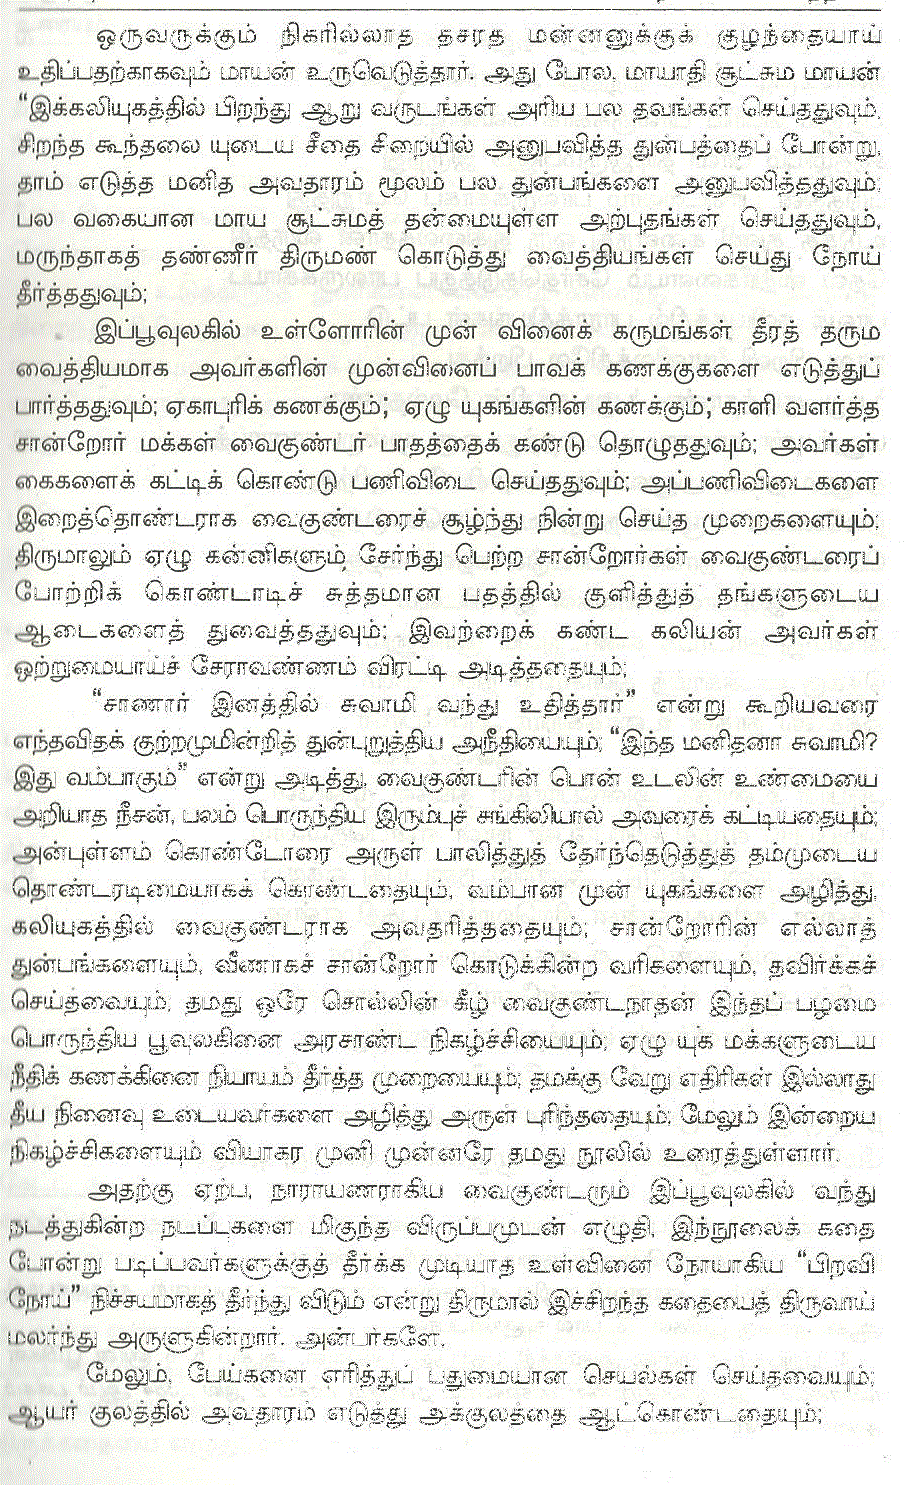 ஒருவருக்கும் நிகரில்லாத தசரத மன்னனுக்குக் குழந்தையாய்
உதிப்பதற்காகவும் மாயன் உருவெடுத்தார். அது போல, மாயாதி சூட்சும மாயன்
“இக்கலியுகத்தில் பிறந்து ஆறு வருடங்கள் அரிய பல தவங்கள் செய்ததுவும்,
சிறந்த கூந்தலை யுடைய சீதை சிறையில் அனுபவித்த துன்பத்தைப் போன்று,
தாம் எடுத்த மனித அவதாரம் மூலம் பல துன்பங்களை அனுபவித்ததுவும்;
பல வகையான மாய சூட்சுமத் தன்மையுள்ள அற்புதங்கள் செய்ததுவும்,
மருந்தாகத் தண்ணீர் திருமண் கொடுத்து வைத்தியங்கள் செய்து நோய்
தீர்த்ததுவும்;
இப்பூவுலகில் உள்ளோரின் முன் வினைக் கருமங்கள் தீரத் தரும
வைத்தியமாக அவர்களின் முன்வினைப் பாவக் கணக்குகளை எடுத்துப்
பார்த்ததுவும்; ஏகாபுரிக் கணக்கும்; ஏழு யுகங்களின் கணக்கும்; காளி வளர்த்த
சான்றோர் மக்கள் வைகுண்டர் பாதத்தைக் கண்டு தொழுததுவும்; அவர்கள்
கைகளைக் கட்டிக் கொண்டு பணிவிடை செய்ததுவும்; அப்பணிவிடைகளை
இறைத்தொண்டராக வைகுண்டரைச் சூழ்ந்து நின்று செய்த முறைகளையும்;
திருமாலும் ஏழு கன்னிகளும் சேர்ந்து பெற்ற சான்றோர்கள் வைகுண்டரைப்
போற்றிக் கொண்டாடிச் சுத்தமான பதத்தில் குளித்துத் தங்களுடைய
ஆடைகளைத் துவைத்ததுவும்; இவற்றைக் கண்ட கலியன் அவர்கள்
ஒற்றுமையாய்ச் சேராவண்ணம் விரட்டி அடித்ததையும்;
“சாணார் இனத்தில் சுவாமி வந்து உதித்தார்” என்று கூறியவரை
எந்தவிதக் குற்றமுமின்றித் துன்புறுத்திய அநீதியையும்; “இந்த மனிதனா சுவாமி?
இது வம்பாகும்” என்று அடித்து, வைகுண்டரின் பொன் உடலின் உண்மையை
அறியாத நீசன், பலம் பொருந்திய இரும்புச் சங்கிலியால் அவரைக் கட்டியதையும்;
அன்புள்ளம் கொண்டோரை அருள் பாலித்துத் தேர்ந்தெடுத்துத் தம்முடைய
தொண்டரடிமையாகக் கொண்டதையும், வம்பான முன் யுகங்களை அழித்து,
கலியுகத்தில் வைகுண்டராக அவதரித்ததையும்; சான்றோரின் எல்லாத்
துன்பங்களையும், வீணாகச் சான்றோர் கொடுக்கின்ற வரிகளையும், தவிர்க்கச்
செய்தவையும்; தமது ஒரே சொல்லின் கீழ் வைகுண்டநாதன் இந்தப் பழமை
பொருந்திய பூவுலகினை அரசாண்ட நிகழ்ச்சியையும்; ஏழு யுக மக்களுடைய
நீதிக் கணக்கினை நியாயம் தீர்த்த முறையையும்; தமக்கு வேறு எதிரிகள் இல்லாது
தீய நினைவு உடையவர்களை அழித்து அருள் புரிந்ததையும்; மேலும் இன்றைய
நிகழ்ச்சிகளையும் வியாகர முனி முன்னரே தமது நூலில் உரைத்துள்ளார்.
அதற்கு ஏற்ப, நாராயணராகிய வைகுண்டரும் இப்பூவுலகில் வந்து
நடத்துகின்ற நடப்புகளை மிகுந்த விருப்பமுடன் எழுதி, இந்நூலைக் கதை
போன்று படிப்பவர்களுக்குத் தீர்க்க முடியாத உள்வினை நோயாகிய “பிறவி
நோய்” நிச்சயமாகத் தீர்ந்து விடும் என்று திருமால் இச்சிறந்த கதையைத் திருவாய்
மலர்ந்து அருளுகின்றார். அன்பர்களே.
மேலும், பேய்களை எரித்துப் பதுமையான செயல்கள் செய்தவையும்;
ஆயர் குலத்தில் அவதாரம் எடுத்து அக்குலத்தை ஆட்கொண்டதையும்;